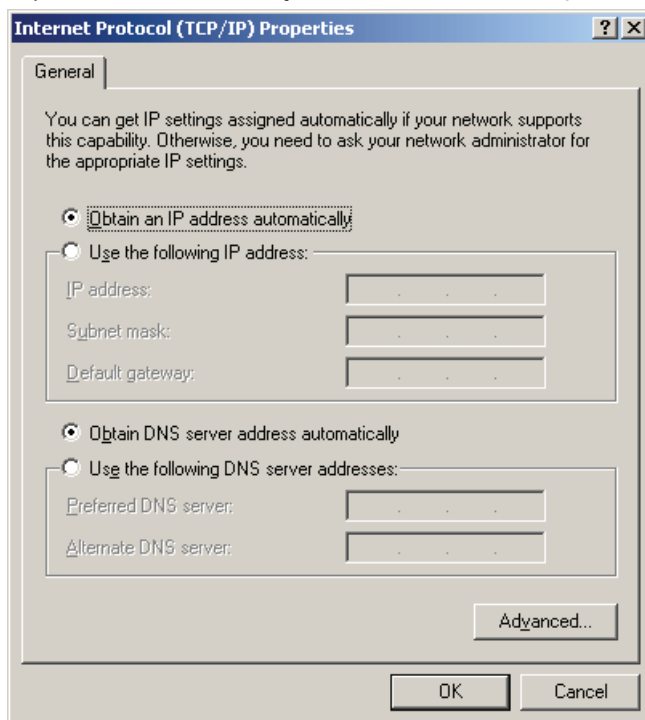 Internet Protocol (TCP/IP) Properties
General
You can get IP settings assigned automatically if your network supports
this capability. Otherwise, you need to ask your network administrator for
the appropriate IP settings.
Obtain an IP address automatically
Use the following IP address:
IP address:
Subnet mask:
Default gateway:
Obtain DNS server address automatically
Use the following DNS server addresses:
Preferred DNS server:
Alternate DNS server:
Advanced...
OK
Cancel